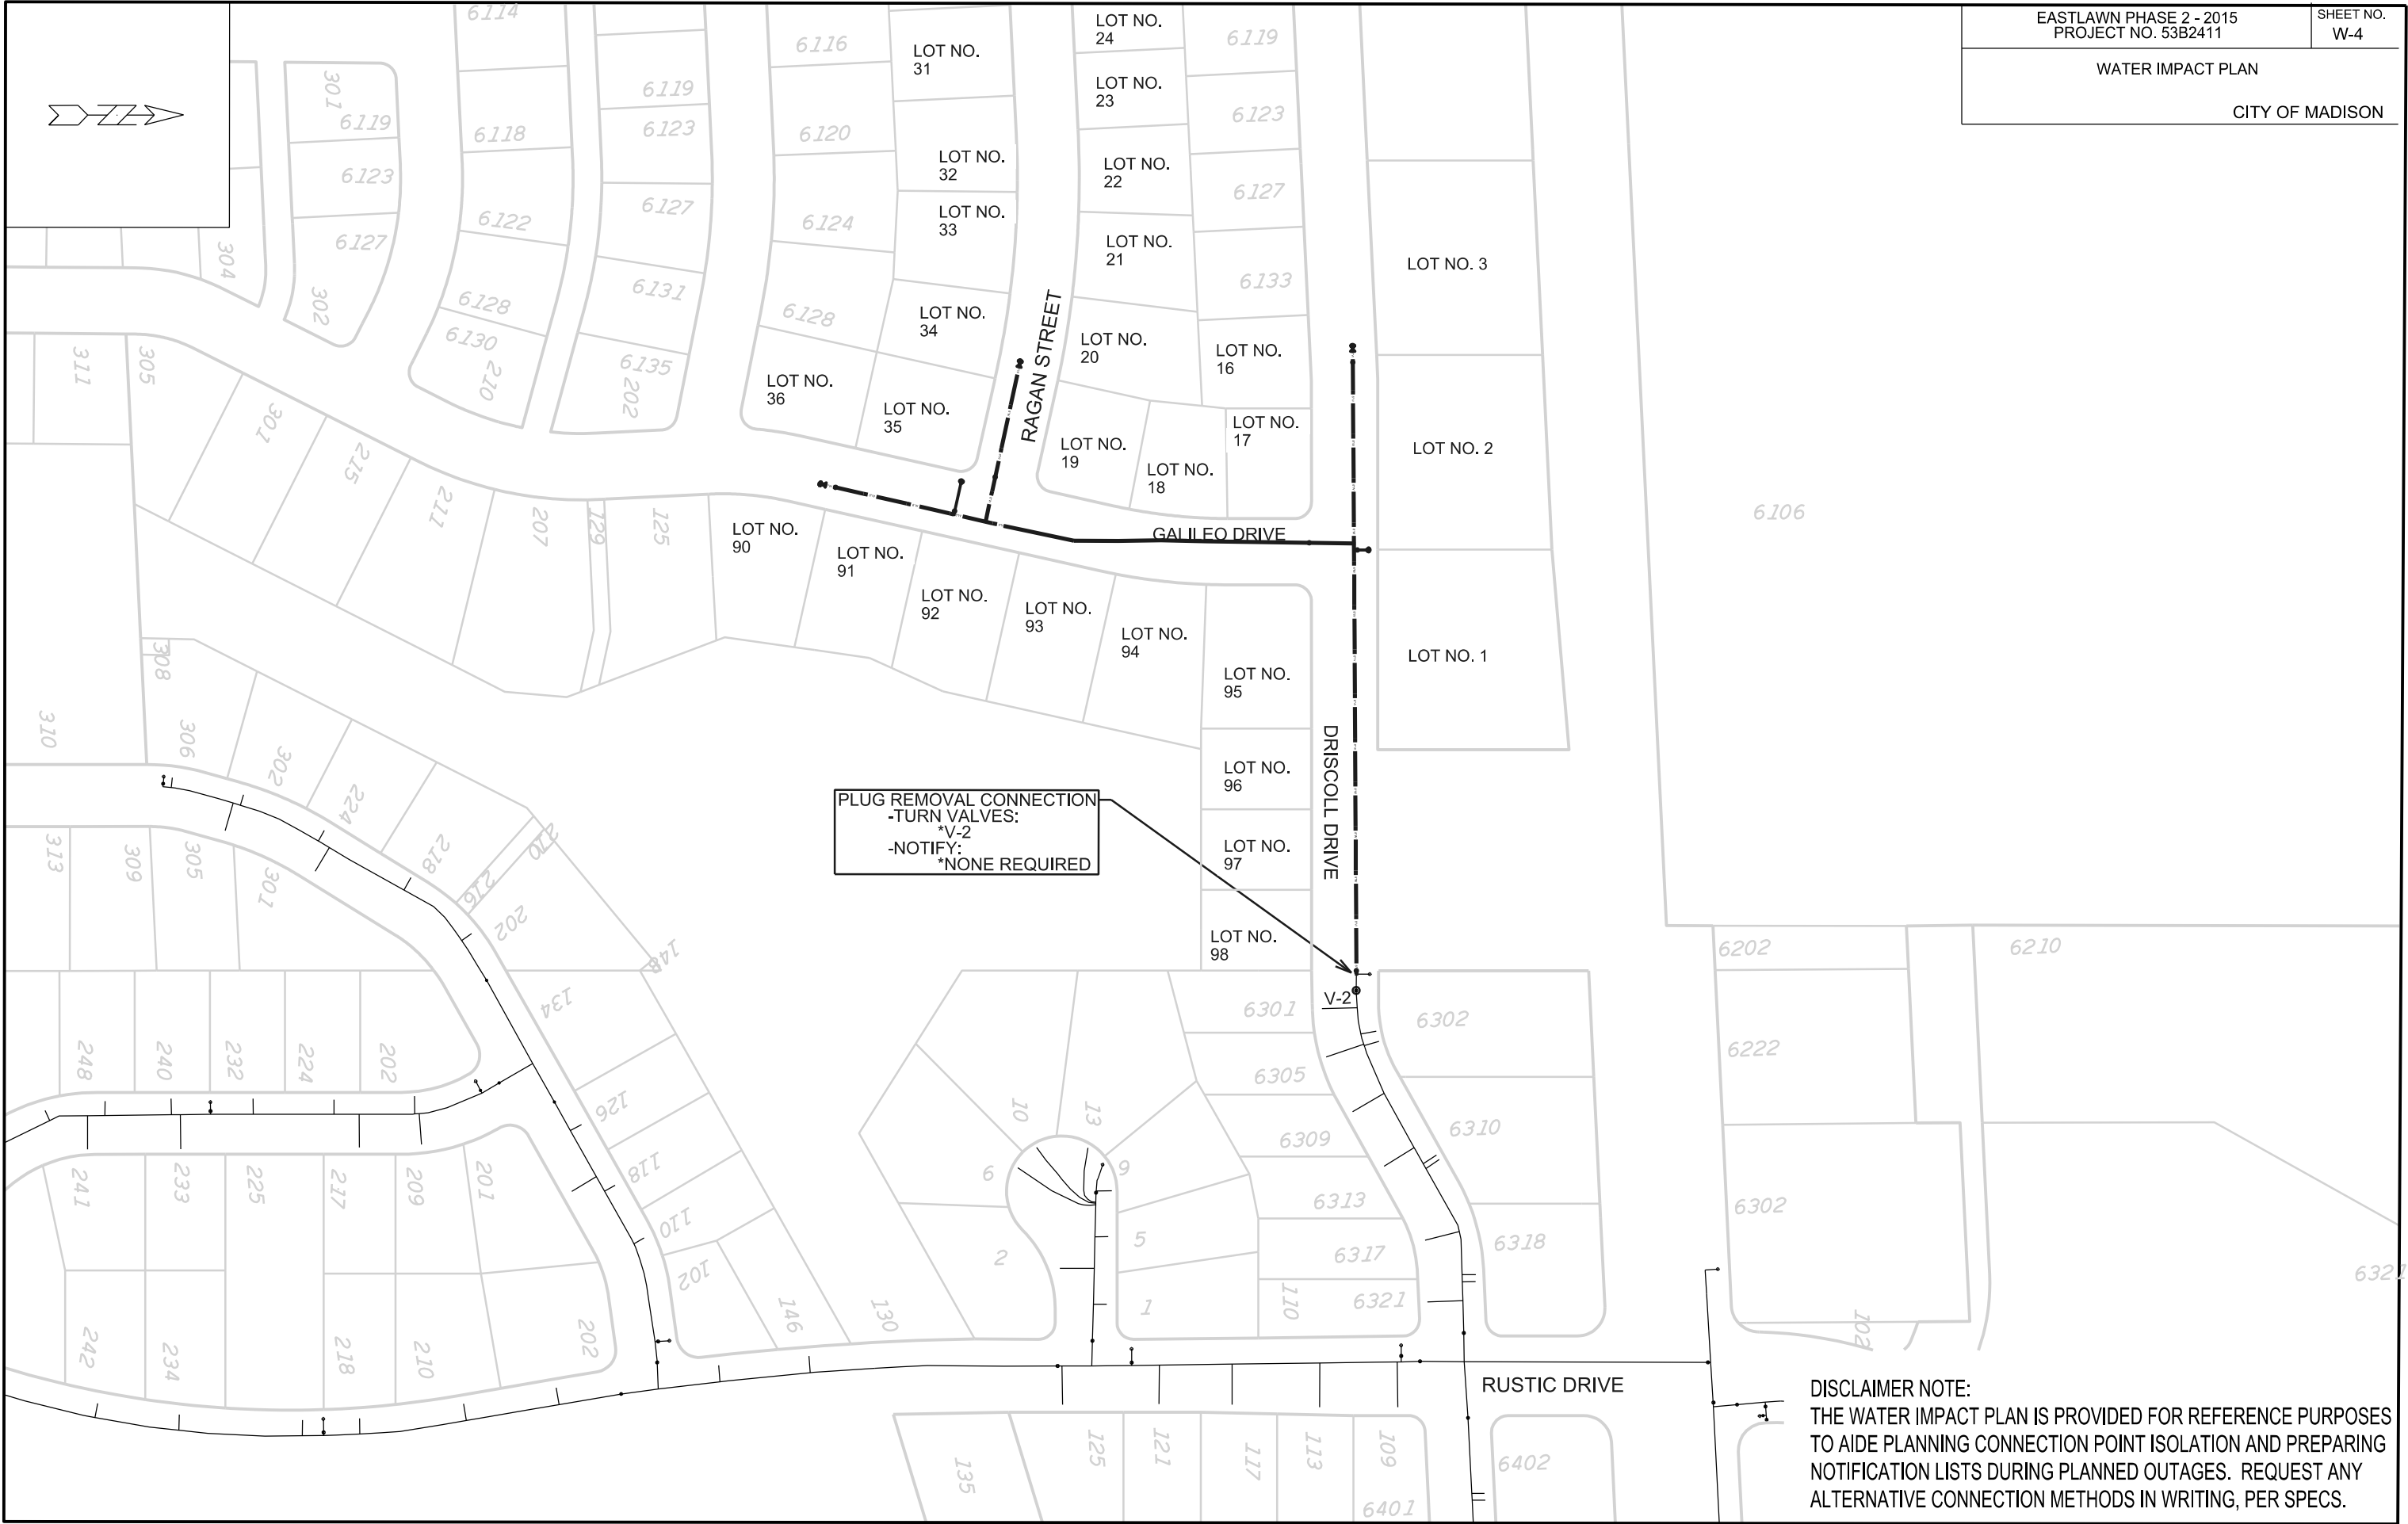 EASTLAWN PHASE 2 - 2015
PROJECT NO. 53B2411
SHEET NO.
W-4
WATER IMPACT PLAN
CITY OF MADISON
6114
6116
LOT NO.
31
LOT NO.
24
6119
301
6119
6119
LOT NO.
23
6118
6123
6120
6123
6123
LOT NO.
32
LOT NO.
22
6127
6122
6127
6124
LOT NO.
33
6127
304
LOT NO.
21
LOT NO. 3
302
6128
6131
6133
6128
LOT NO.
34
RAGAN STREET
6130
210
6135
202
LOT NO.
20
LOT NO.
16
311
305
LOT NO.
36
LOT NO.
35
LOT NO.
17
LOT NO. 2
301
LOT NO.
19
LOT NO.
18
215
211
207
129
125
6106
LOT NO.
90
GALILEO DRIVE
LOT NO.
91
LOT NO.
92
LOT NO.
93
LOT NO.
94
LOT NO. 1
308
LOT NO.
95
310
306
302
224
DRISCOLL DRIVE
LOT NO.
96
PLUG REMOVAL CONNECTION
-TURN VALVES:
*V-2
-NOTIFY:
*NONE REQUIRED
LOT NO.
97
313
309
305
301
218
210
216
202
148
LOT NO.
98
6202
6210
V-2
134
6301
6302
248
240
232
224
202
6222
6305
126
10
13
6309
6310
118
6
9
241
233
225
217
209
201
6313
6302
110
5
6317
6318
2
102
6321
1
110
6321
146
130
102
242
234
218
210
202
RUSTIC DRIVE
135
125
121
117
113
109
6402
6401
DISCLAIMER NOTE:
THE WATER IMPACT PLAN IS PROVIDED FOR REFERENCE PURPOSES
TO AIDE PLANNING CONNECTION POINT ISOLATION AND PREPARING
NOTIFICATION LISTS DURING PLANNED OUTAGES. REQUEST ANY
ALTERNATIVE CONNECTION METHODS IN WRITING, PER SPECS.